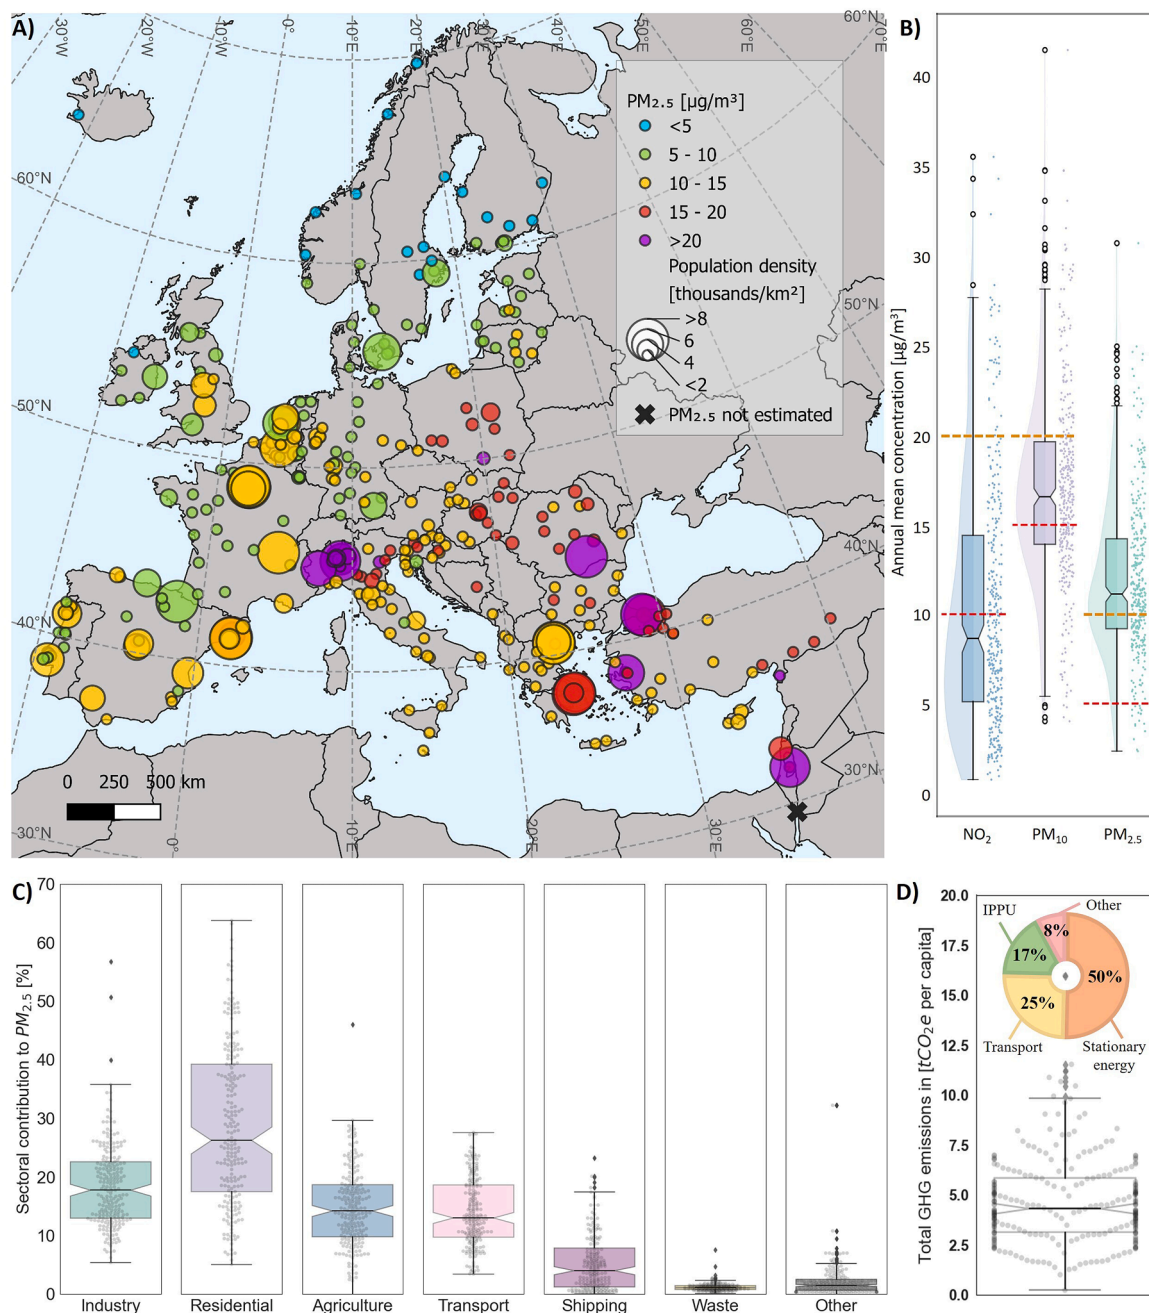 A)
30°W
20°W
10°W
0°
10°E
20°E
30°E
40°E
50°E
60°E
70°E
60°N
60°N
50°N
50°N
40°N
40°N
30°N
30°N
0°
10°E
20°E
30°E
PM₂.₅ [µg/m³]
<5
5 - 10
10 - 15
15 - 20
>20
Population density
[thousands/km²]
>8
6
4
<2
PM₂.₅ not estimated
0 250 500 km
B)
Annual mean concentration [µg/m³]
40
35
30
25
20
15
10
5
0
NO₂ PM₁₀ PM₂.₅
C)
Sectoral contribution to PM₂.₅ [%]
70
60
50
40
30
20
10
0
Industry Residential Agriculture Transport Shipping Waste Other
D)
Total GHG emissions in [tCO₂e per capita]
20.0
17.5
15.0
12.5
10.0
7.5
5.0
2.5
0.0
IPPU
Other
8%
17%
50%
25%
Transport
Stationary
energy